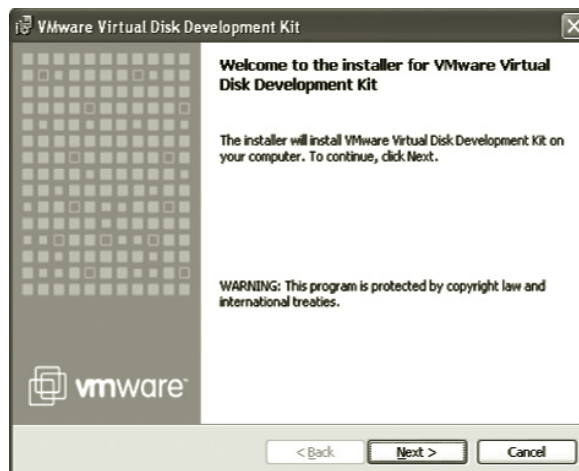 VMware Virtual Disk Development Kit
Welcome to the installer for VMware Virtual
Disk Development Kit
The installer will install VMware Virtual Disk Development Kit on
your computer. To continue, click Next.
WARNING: This program is protected by copyright law and
international treaties.
vmware
< Back
Next >
Cancel